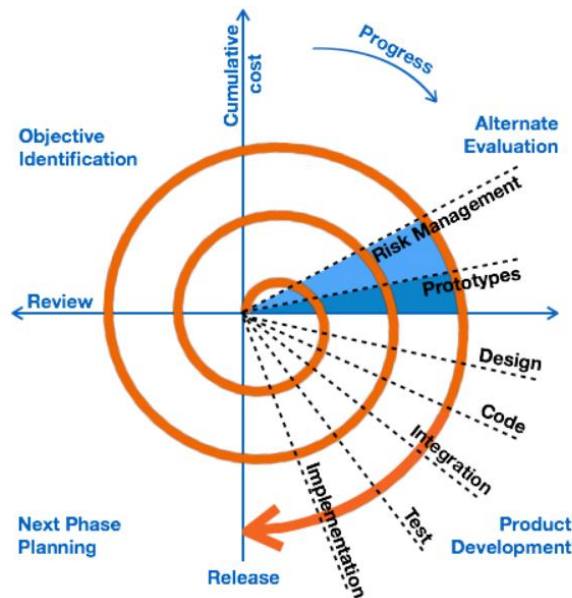 Cumulative
cost
Progress
Objective
Identification
Alternate
Evaluation
Risk Management
Prototypes
Review
Design
Code
Integration
Test
Implementation
Next Phase
Planning
Product
Development
Release